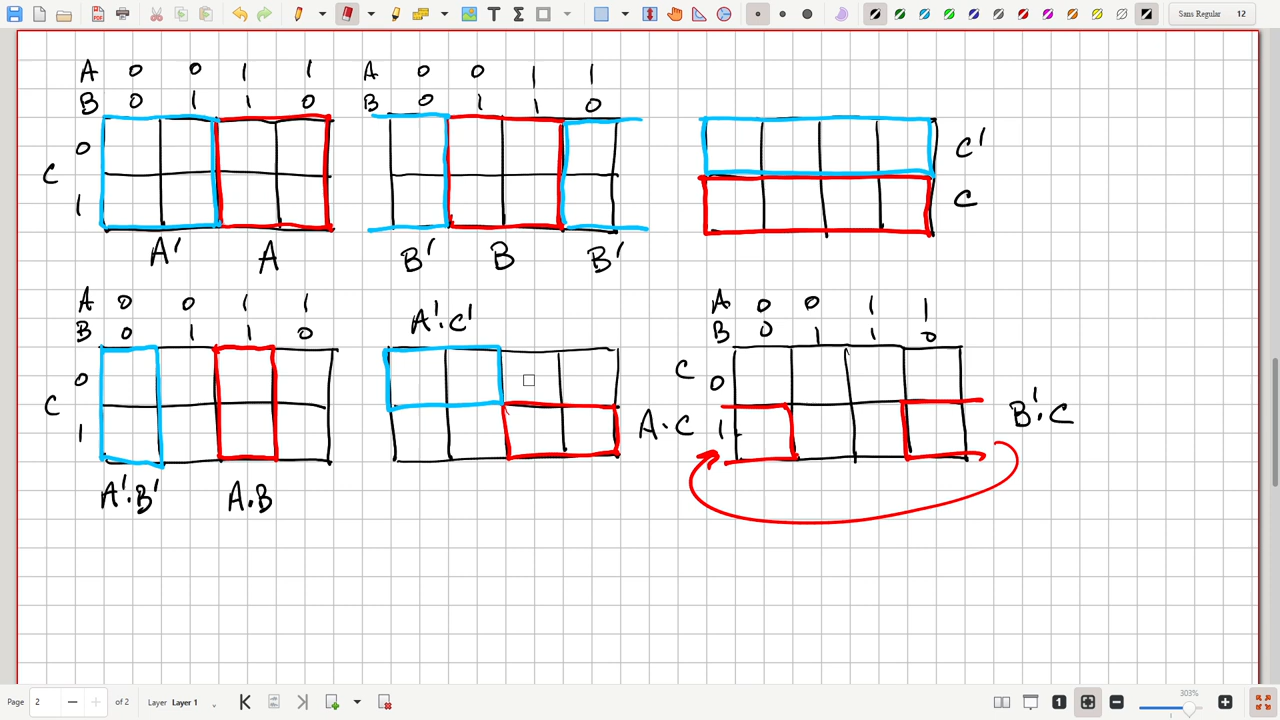 Sans Regular 12
A 0 0 1 1
B 0 1 1 0
C
0
1
A' A
A 0 0 1 1
B 0 1 1 0
B' B B'
C'
C
A 0 0 1 1
B 0 1 1 0
C
0
1
A'·B' A·B
A'·C'
A·C
A 0 0 1 1
B 0 1 1 0
C
0
1
B'·C
Page 2 of 2 Layer Layer 1 303%